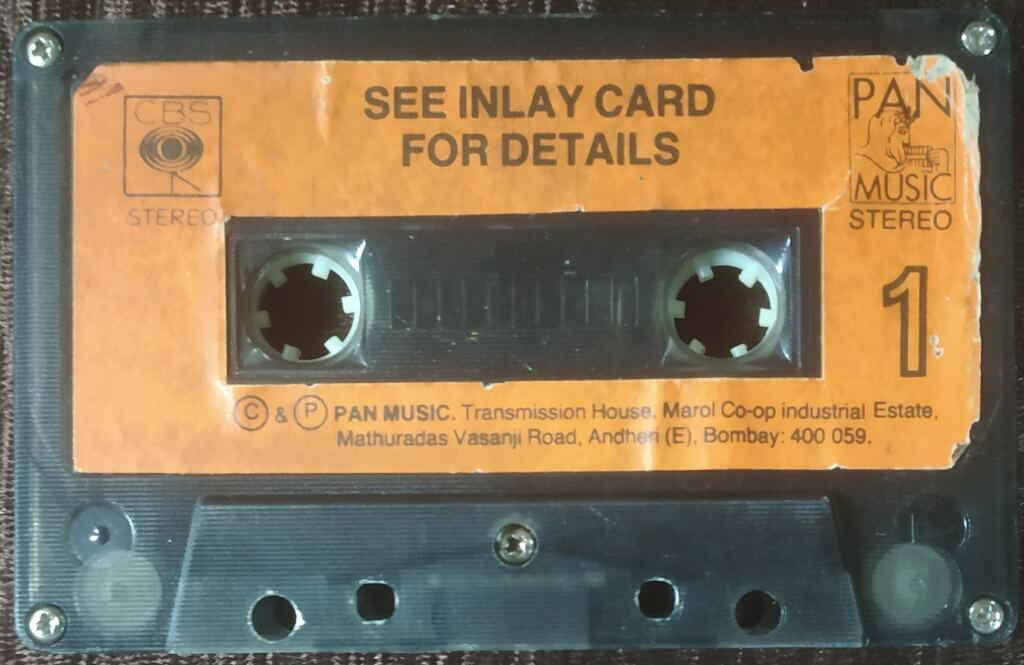 CBS
STEREO
SEE INLAY CARD
FOR DETAILS
PAN
MUSIC
STEREO
1
© & ℗ PAN MUSIC. Transmission House. Marol Co-op industrial Estate,
Mathuradas Vasanji Road, Andheri (E), Bombay: 400 059.